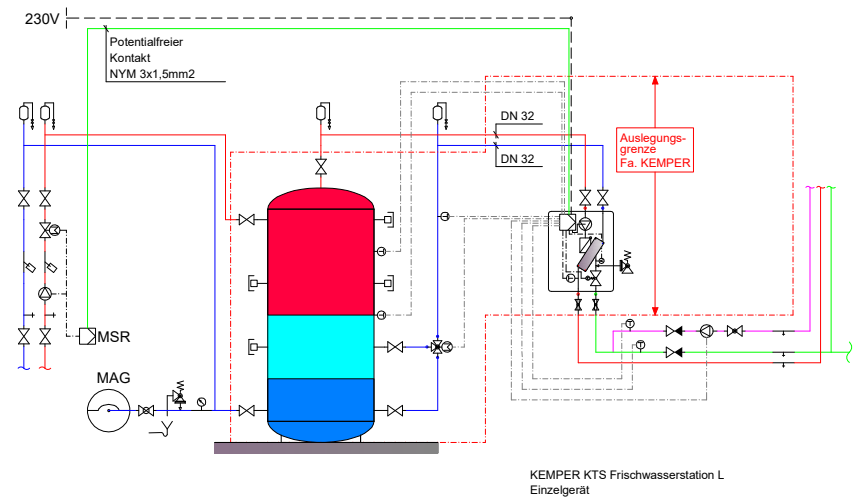 230V
Potentialfreier
Kontakt
NYM 3x1,5mm2
DN 32
DN 32
Auslegungs-
grenze
Fa. KEMPER
MSR
MAG
T
T
KEMPER KTS Frischwasserstation L
Einzelgerät